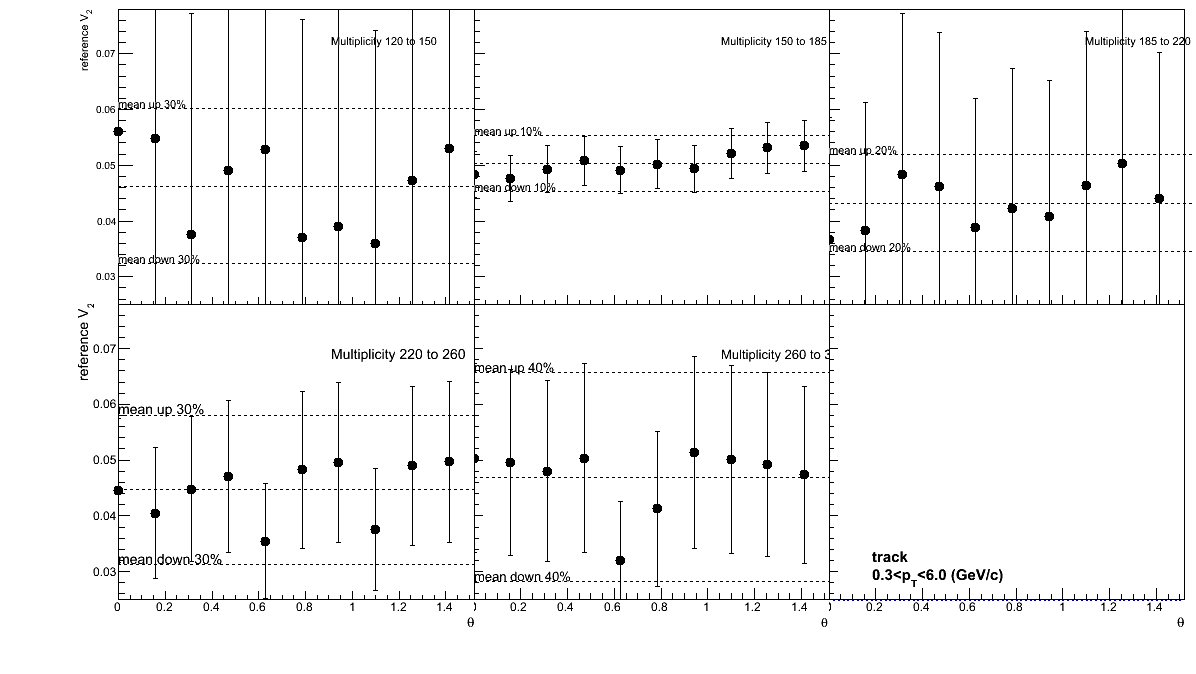 reference V2
0.07
0.06
0.05
0.04
0.03
Multiplicity 120 to 150
mean up 30%
mean down 30%
Multiplicity 150 to 185
mean up 10%
mean down 10%
Multiplicity 185 to 220
mean up 20%
mean down 20%
reference V2
0.07
0.06
0.05
0.04
0.03
Multiplicity 220 to 260
mean up 30%
mean down 30%
0 0.2 0.4 0.6 0.8 1 1.2 1.4
θ
Multiplicity 260 to 3
mean up 40%
mean down 40%
0.2 0.4 0.6 0.8 1 1.2 1.4
θ
track
0.3<pT<6.0 (GeV/c)
0.2 0.4 0.6 0.8 1 1.2 1.4
θ